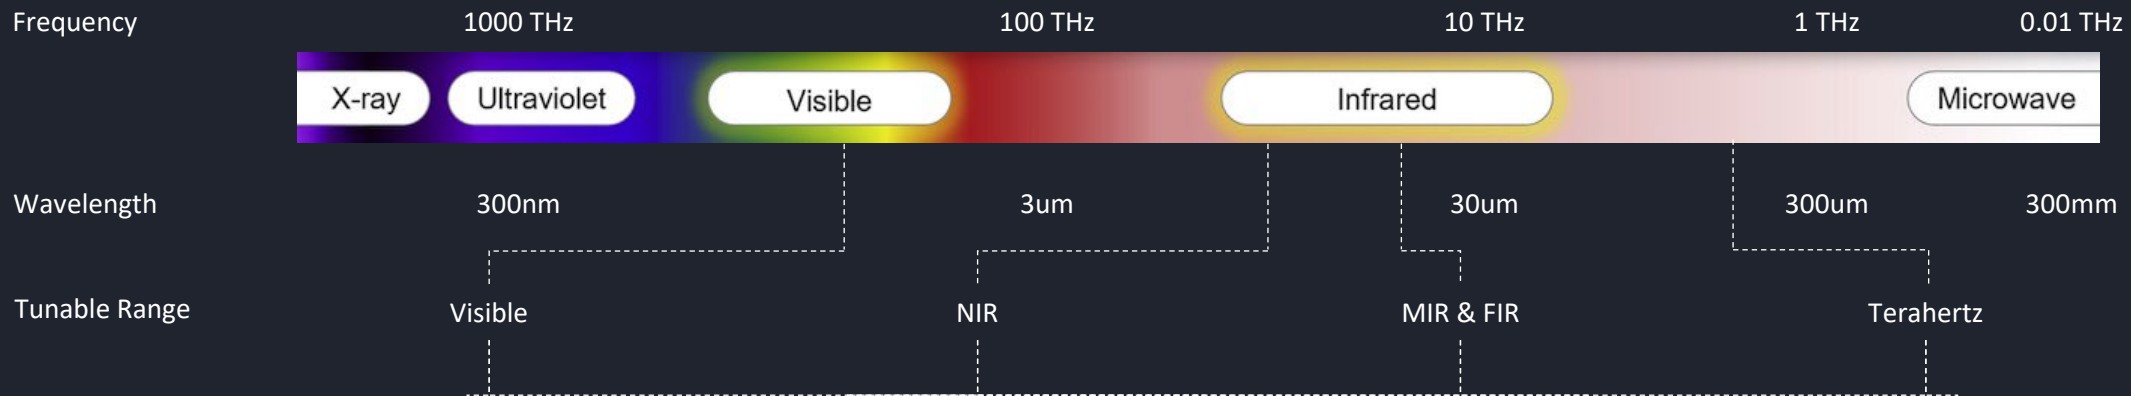 Frequency 1000 THz 100 THz 10 THz 1 THz 0.01 THz
X-ray Ultraviolet Visible Infrared Microwave
Wavelength 300nm 3um 30um 300um 300mm
Tunable Range Visible NIR MIR & FIR Terahertz